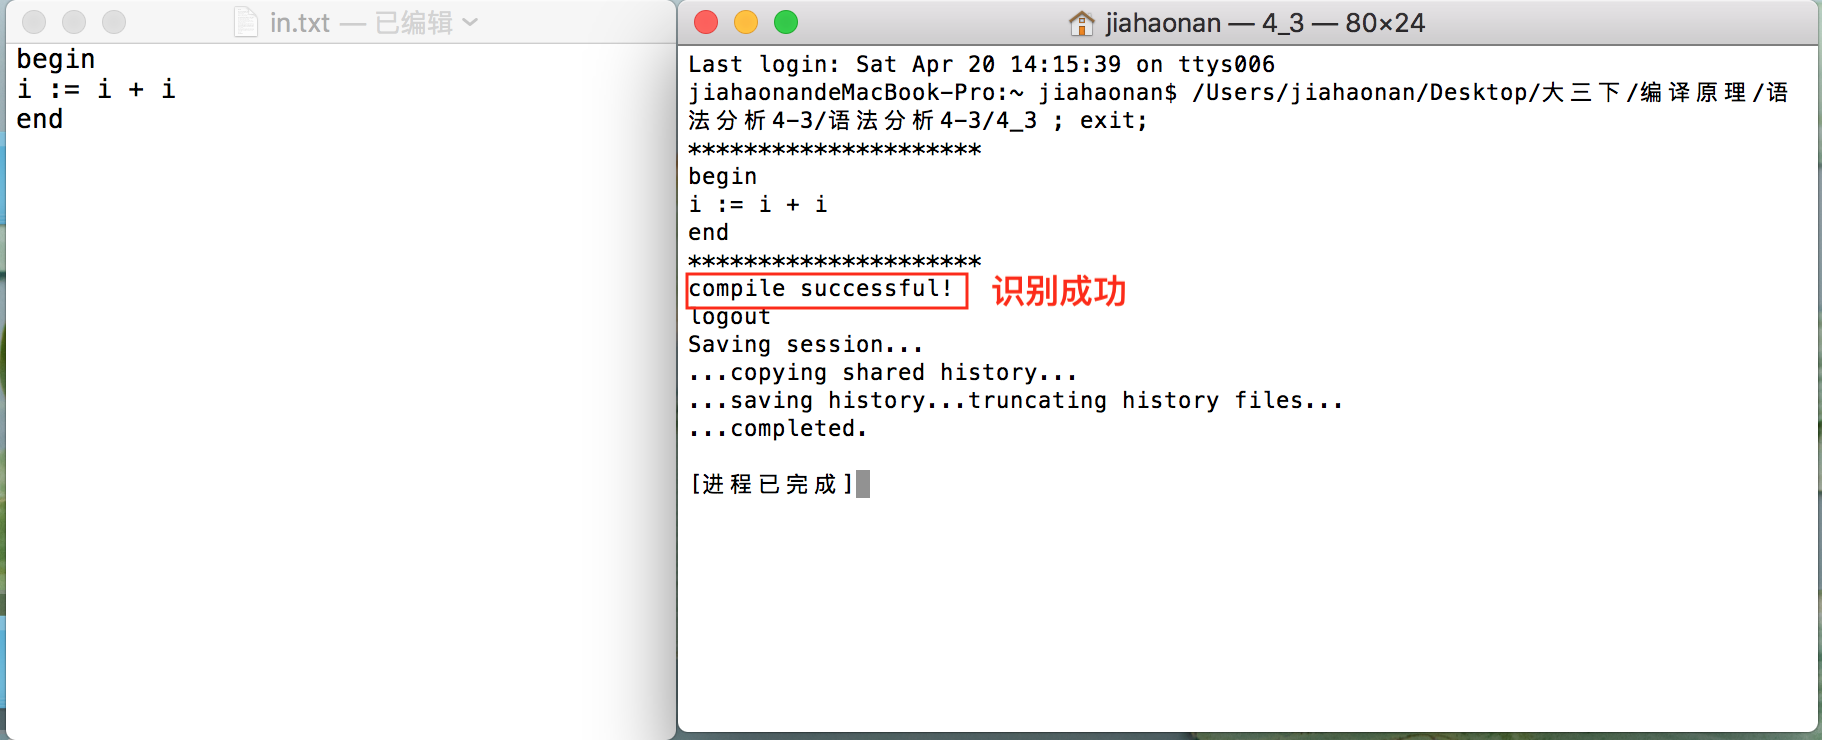 in.txt — 已编辑
begin
i := i + i
end
jiahaonan — 4_3 — 80×24
Last login: Sat Apr 20 14:15:39 on ttys006
jiahaonandeMacBook-Pro:~ jiahaonan$ /Users/jiahaonan/Desktop/大三下/编译原理/语
法分析4-3/语法分析4-3/4_3 ; exit;
*********************
begin
i := i + i
end
*********************
compile successful! 识别成功
logout
Saving session...
...copying shared history...
...saving history...truncating history files...
...completed.
[进程已完成]